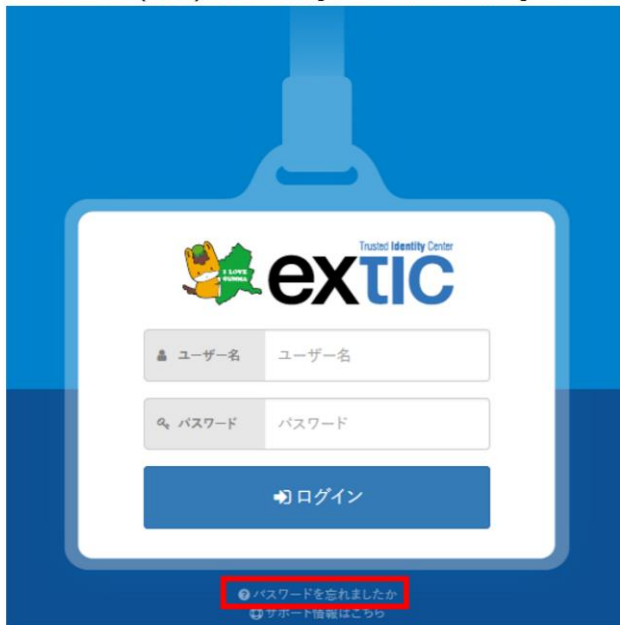 I LOVE
GUNMA
Trusted Identity Center
extic
ユーザー名 ユーザー名
パスワード パスワード
ログイン
パスワードを忘れましたか
サポート情報はこちら